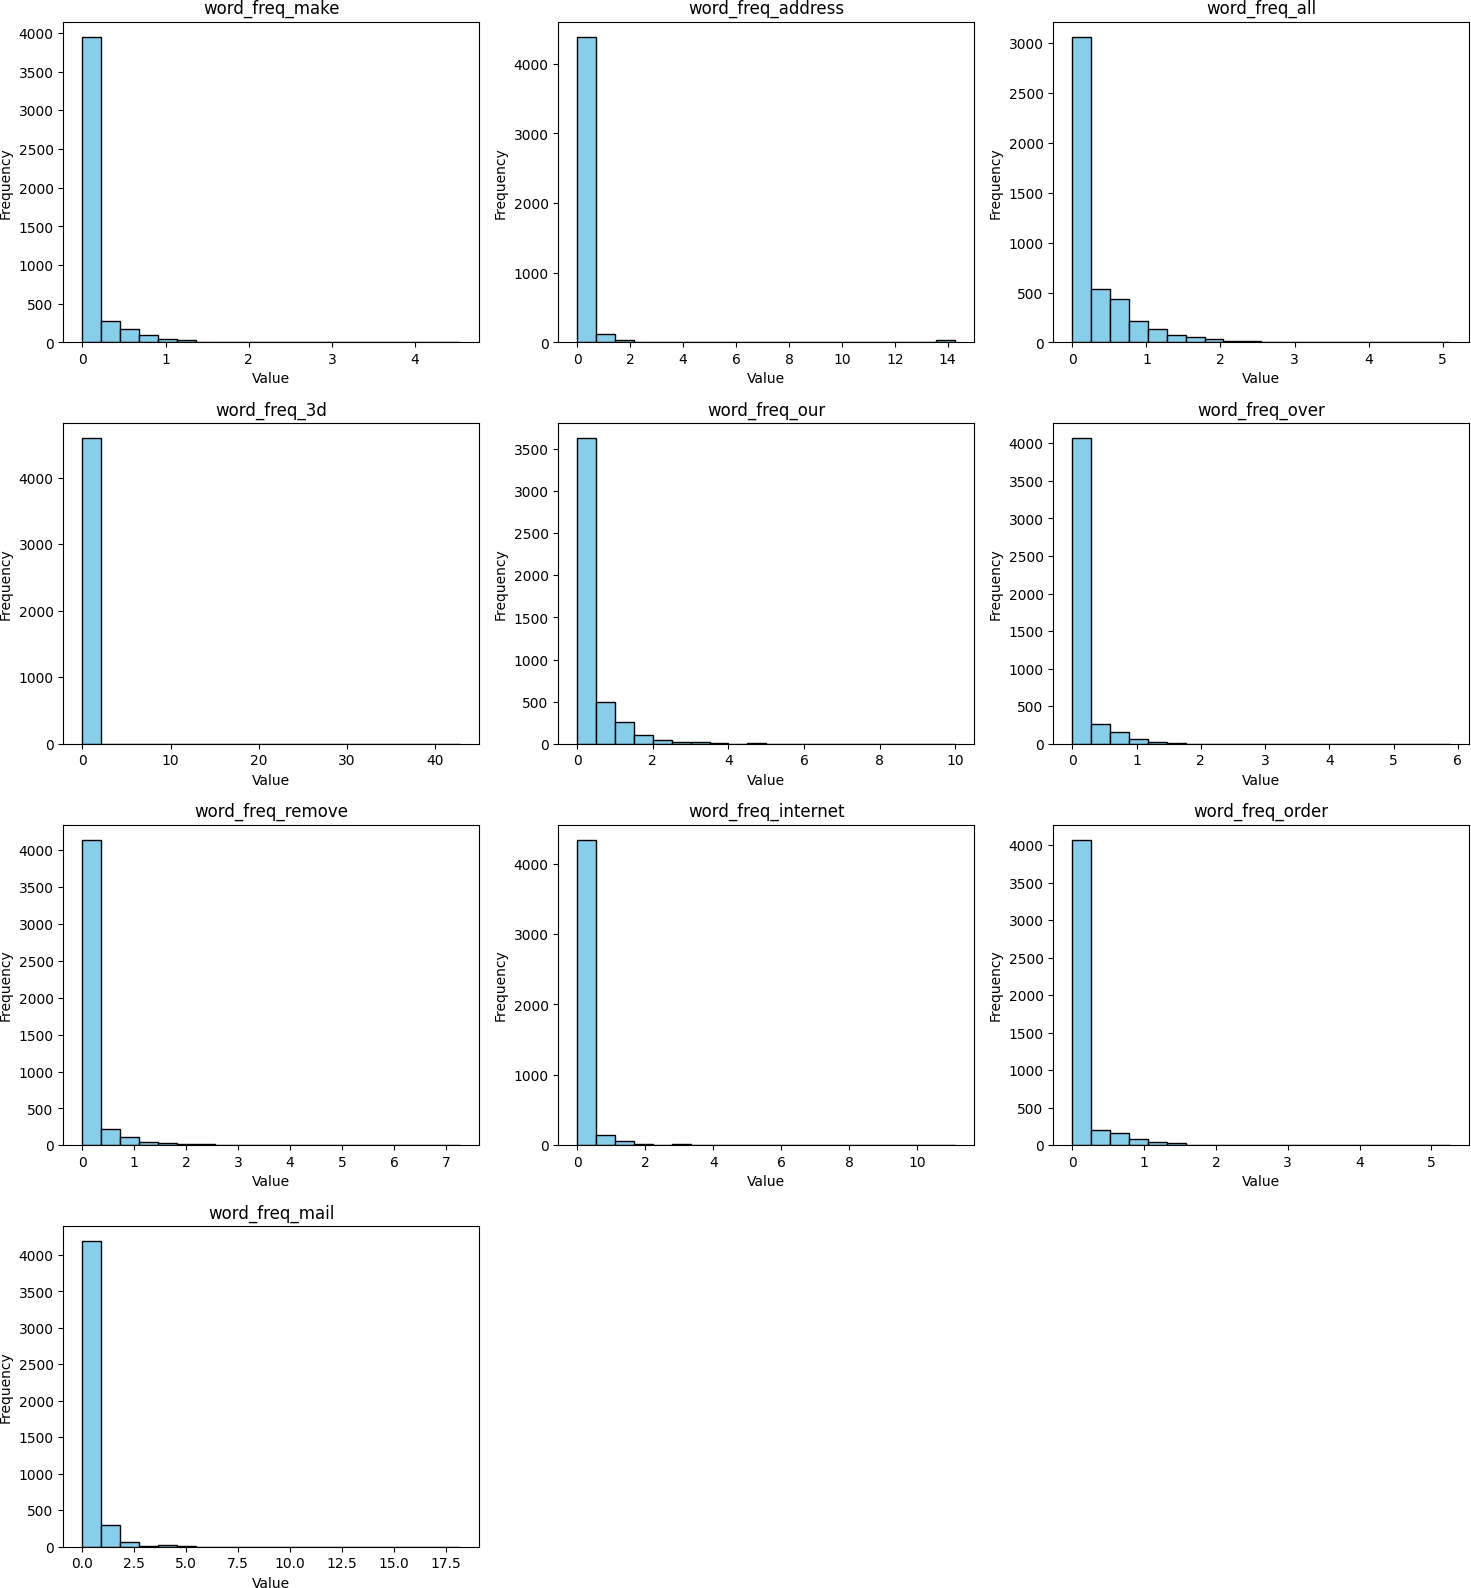 word_freq_make
4000
3500
3000
2500
2000
1500
1000
500
0
Frequency
0 1 2 3 4
Value
word_freq_address
4000
3000
2000
1000
0
Frequency
0 2 4 6 8 10 12 14
Value
word_freq_all
3000
2500
2000
1500
1000
500
0
Frequency
0 1 2 3 4 5
Value
word_freq_3d
4000
3000
2000
1000
0
Frequency
0 10 20 30 40
Value
word_freq_our
3500
3000
2500
2000
1500
1000
500
0
Frequency
0 2 4 6 8 10
Value
word_freq_over
4000
3500
3000
2500
2000
1500
1000
500
0
Frequency
0 1 2 3 4 5 6
Value
word_freq_remove
4000
3500
3000
2500
2000
1500
1000
500
0
Frequency
0 1 2 3 4 5 6 7
Value
word_freq_internet
4000
3000
2000
1000
0
Frequency
0 2 4 6 8 10
Value
word_freq_order
4000
3500
3000
2500
2000
1500
1000
500
0
Frequency
0 1 2 3 4 5
Value
word_freq_mail
4000
3500
3000
2500
2000
1500
1000
500
0
Frequency
0.0 2.5 5.0 7.5 10.0 12.5 15.0 17.5
Value